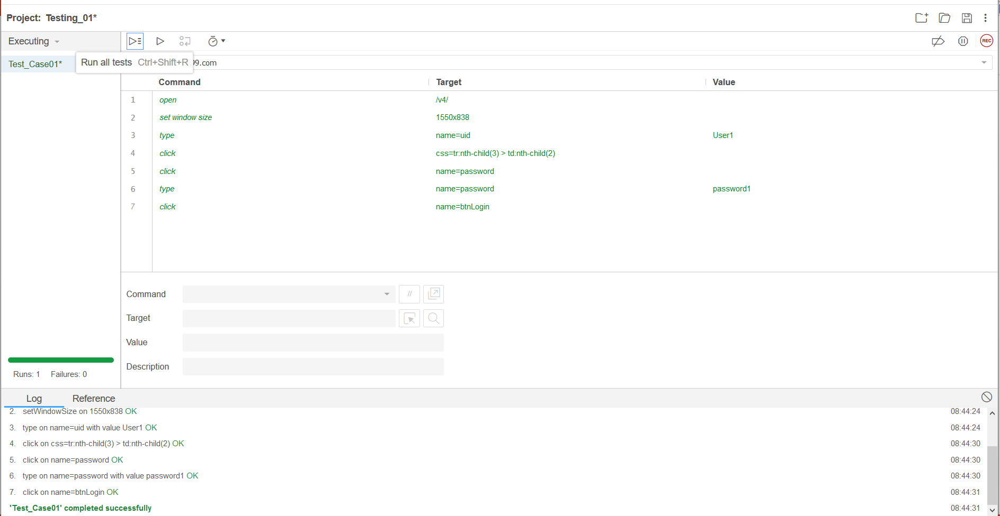 Project: Testing_01*
Executing
REC
Test_Case01*
Run all tests Ctrl+Shift+R
99.com
Command Target Value
1 open /v4/
2 set window size 1550x838
3 type name=uid User1
4 click css=tr:nth-child(3) > td:nth-child(2)
5 click name=password
6 type name=password password1
7 click name=btnLogin
Command //
Target
Value
Description
Runs: 1 Failures: 0
Log Reference
2. setWindowSize on 1550x838 OK 08:44:24
3. type on name=uid with value User1 OK 08:44:24
4. click on css=tr:nth-child(3) > td:nth-child(2) OK 08:44:30
5. click on name=password OK 08:44:30
6. type on name=password with value password1 OK 08:44:30
7. click on name=btnLogin OK 08:44:31
'Test_Case01' completed successfully 08:44:31